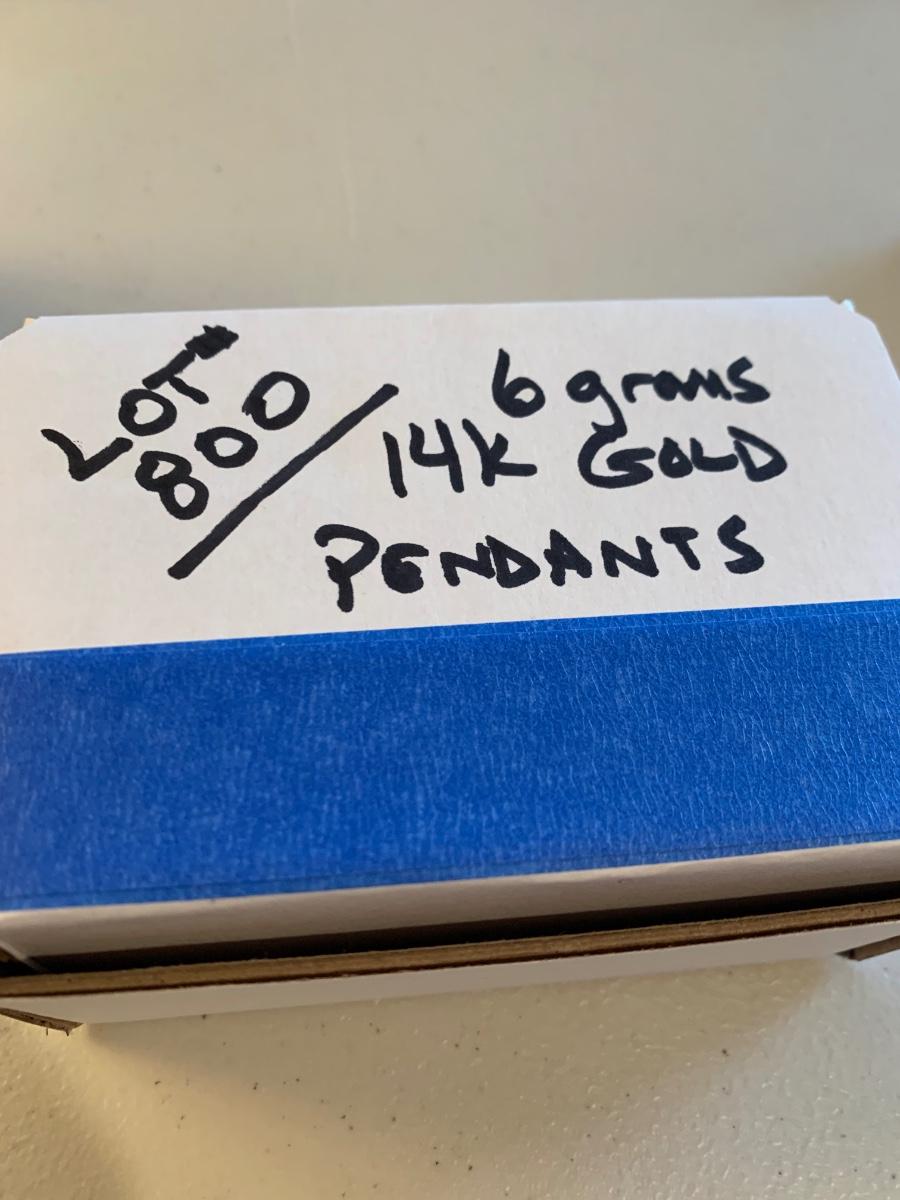 LOT #
800
6 grams
14K GOLD
PENDANTS